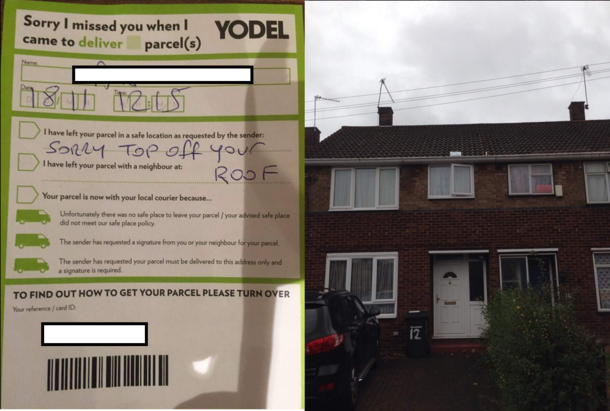 Sorry I missed you when I
came to deliver parcel(s)
YODEL
Name:
Date
18 11
Time
12:15
I have left your parcel in a safe location as requested by the sender:
SORRY TOP OFF YOUR
I have left your parcel with a neighbour at:
ROOF
Your parcel is now with your local courier because...
Unfortunately there was no safe place to leave your parcel / your advised safe place
did not meet our safe place policy.
The sender has requested a signature from you or your neighbour for your parcel.
The sender has requested your parcel must be delivered to this address only and
a signature is required.
TO FIND OUT HOW TO GET YOUR PARCEL PLEASE TURN OVER
Your reference / card ID:
12